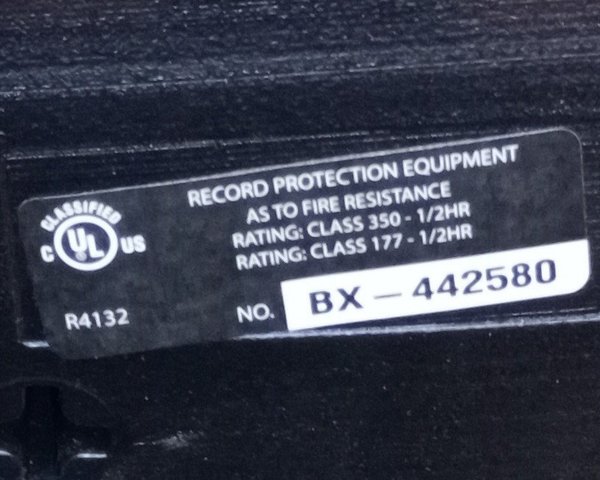 CLASSIFIED
C UL US
R4132
RECORD PROTECTION EQUIPMENT
AS TO FIRE RESISTANCE
RATING: CLASS 350 - 1/2HR
RATING: CLASS 177 - 1/2HR
NO. BX - 442580